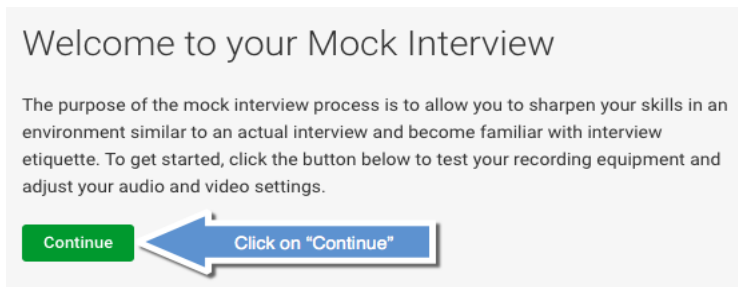 Welcome to your Mock Interview
The purpose of the mock interview process is to allow you to sharpen your skills in an
environment similar to an actual interview and become familiar with interview
etiquette. To get started, click the button below to test your recording equipment and
adjust your audio and video settings.
Continue Click on “Continue”